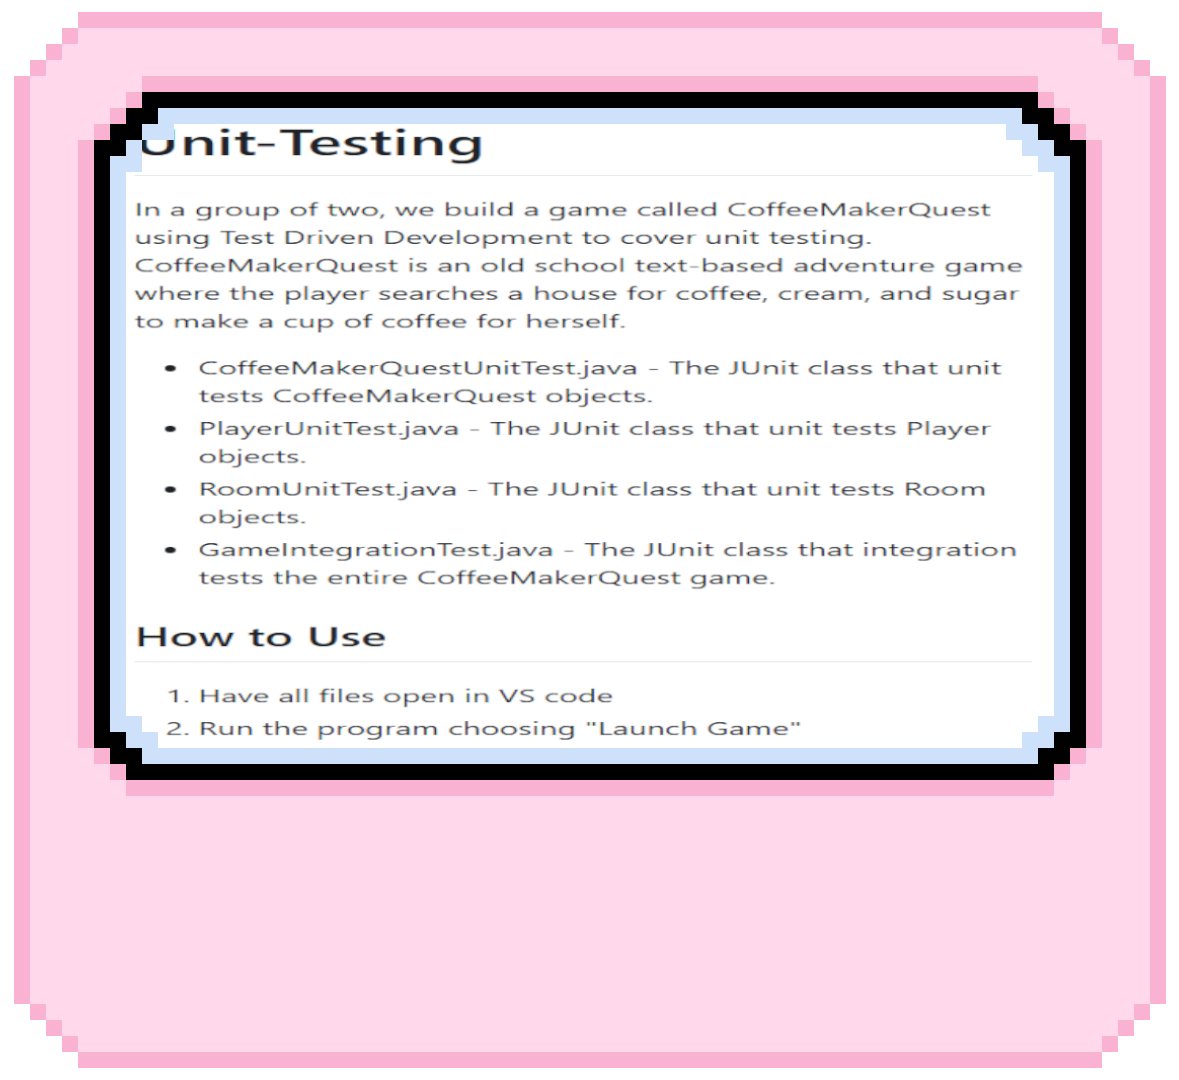 Unit-Testing
In a group of two, we build a game called CoffeeMakerQuest
using Test Driven Development to cover unit testing.
CoffeeMakerQuest is an old school text-based adventure game
where the player searches a house for coffee, cream, and sugar
to make a cup of coffee for herself.
• CoffeeMakerQuestUnitTest.java - The JUnit class that unit
tests CoffeeMakerQuest objects.
• PlayerUnitTest.java - The JUnit class that unit tests Player
objects.
• RoomUnitTest.java - The JUnit class that unit tests Room
objects.
• GameIntegrationTest.java - The JUnit class that integration
tests the entire CoffeeMakerQuest game.
How to Use
1. Have all files open in VS code
2. Run the program choosing "Launch Game"